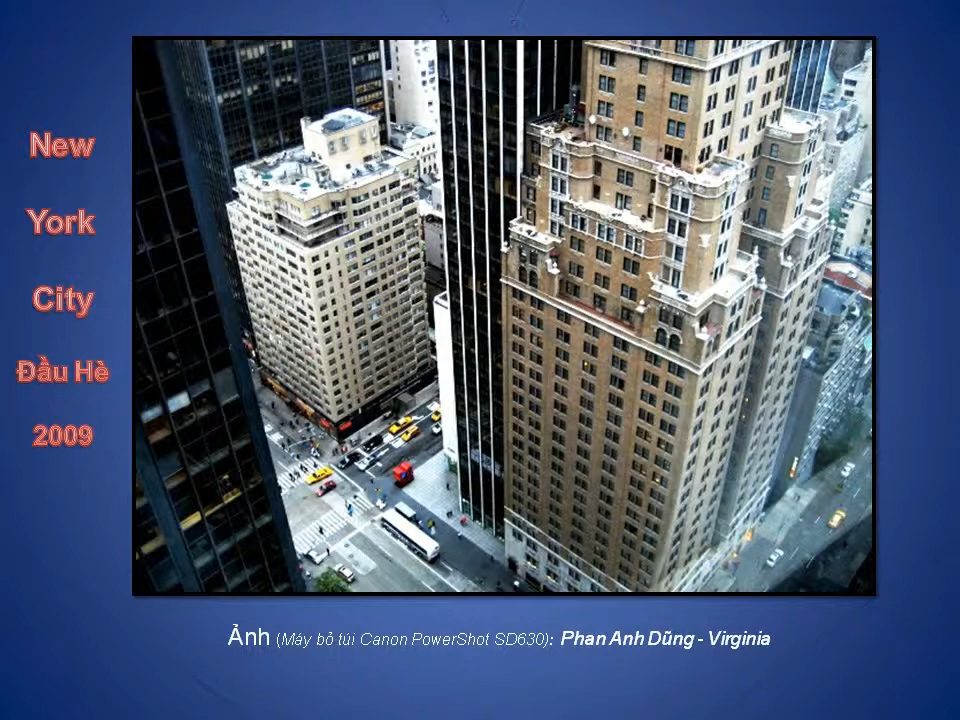 New
York
City
Đầu Hè
2009
Ảnh (Máy bỏ túi Canon PowerShot SD630): Phan Anh Dũng - Virginia